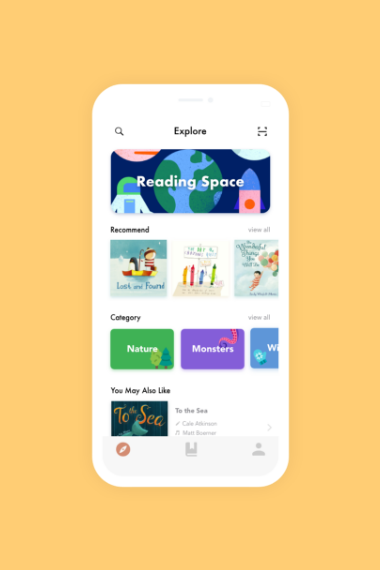 Explore
Reading Space
Recommend
view all
Lost and Found
THE DAY THE
CRAYONS QUIT
Wonderful
Things
You
Will Be
Category
view all
Nature
Monsters
Wi
You May Also Like
To the Sea
To the Sea
Cale Atkinson
Matt Boerner